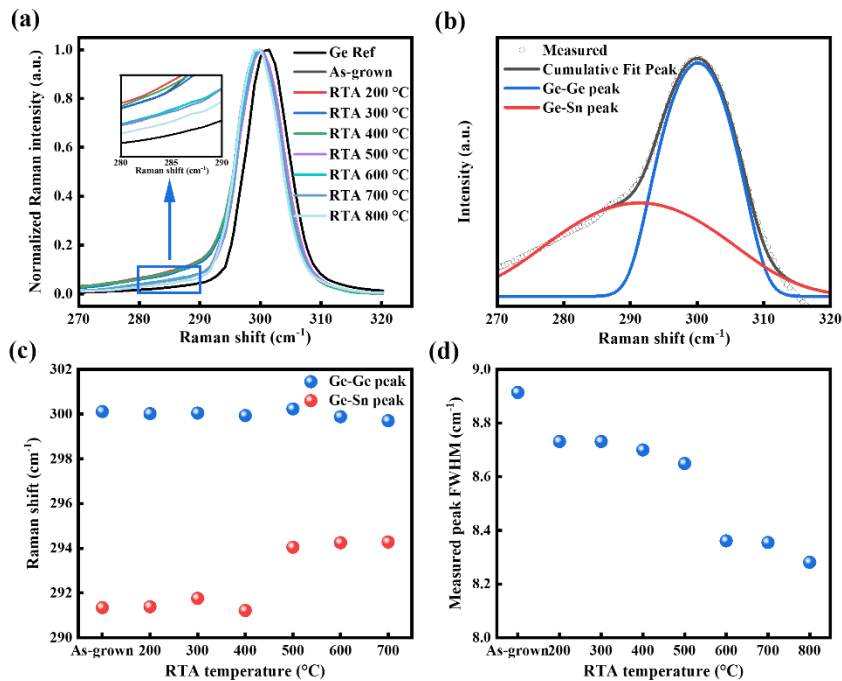 (a)
Normalized Raman intensity (a.u.)
1.0
0.8
0.6
0.4
0.2
0.0
270 280 290 300 310 320
Raman shift (cm-1)
Ge Ref
As-grown
RTA 200 °C
RTA 300 °C
RTA 400 °C
RTA 500 °C
RTA 600 °C
RTA 700 °C
RTA 800 °C
280 285 290
Raman shift (cm-1)
(b)
Intensity (a.u.)
Measured
Cumulative Fit Peak
Ge-Ge peak
Ge-Sn peak
270 280 290 300 310 320
Raman shift (cm-1)
(c)
Raman shift (cm-1)
302
300
298
296
294
292
290
Ge-Ge peak
Ge-Sn peak
As-grown 200 300 400 500 600 700
RTA temperature (°C)
(d)
Measured peak FWHM (cm-1)
9.0
8.8
8.6
8.4
8.2
8.0
As-grown 200 300 400 500 600 700 800
RTA temperature (°C)